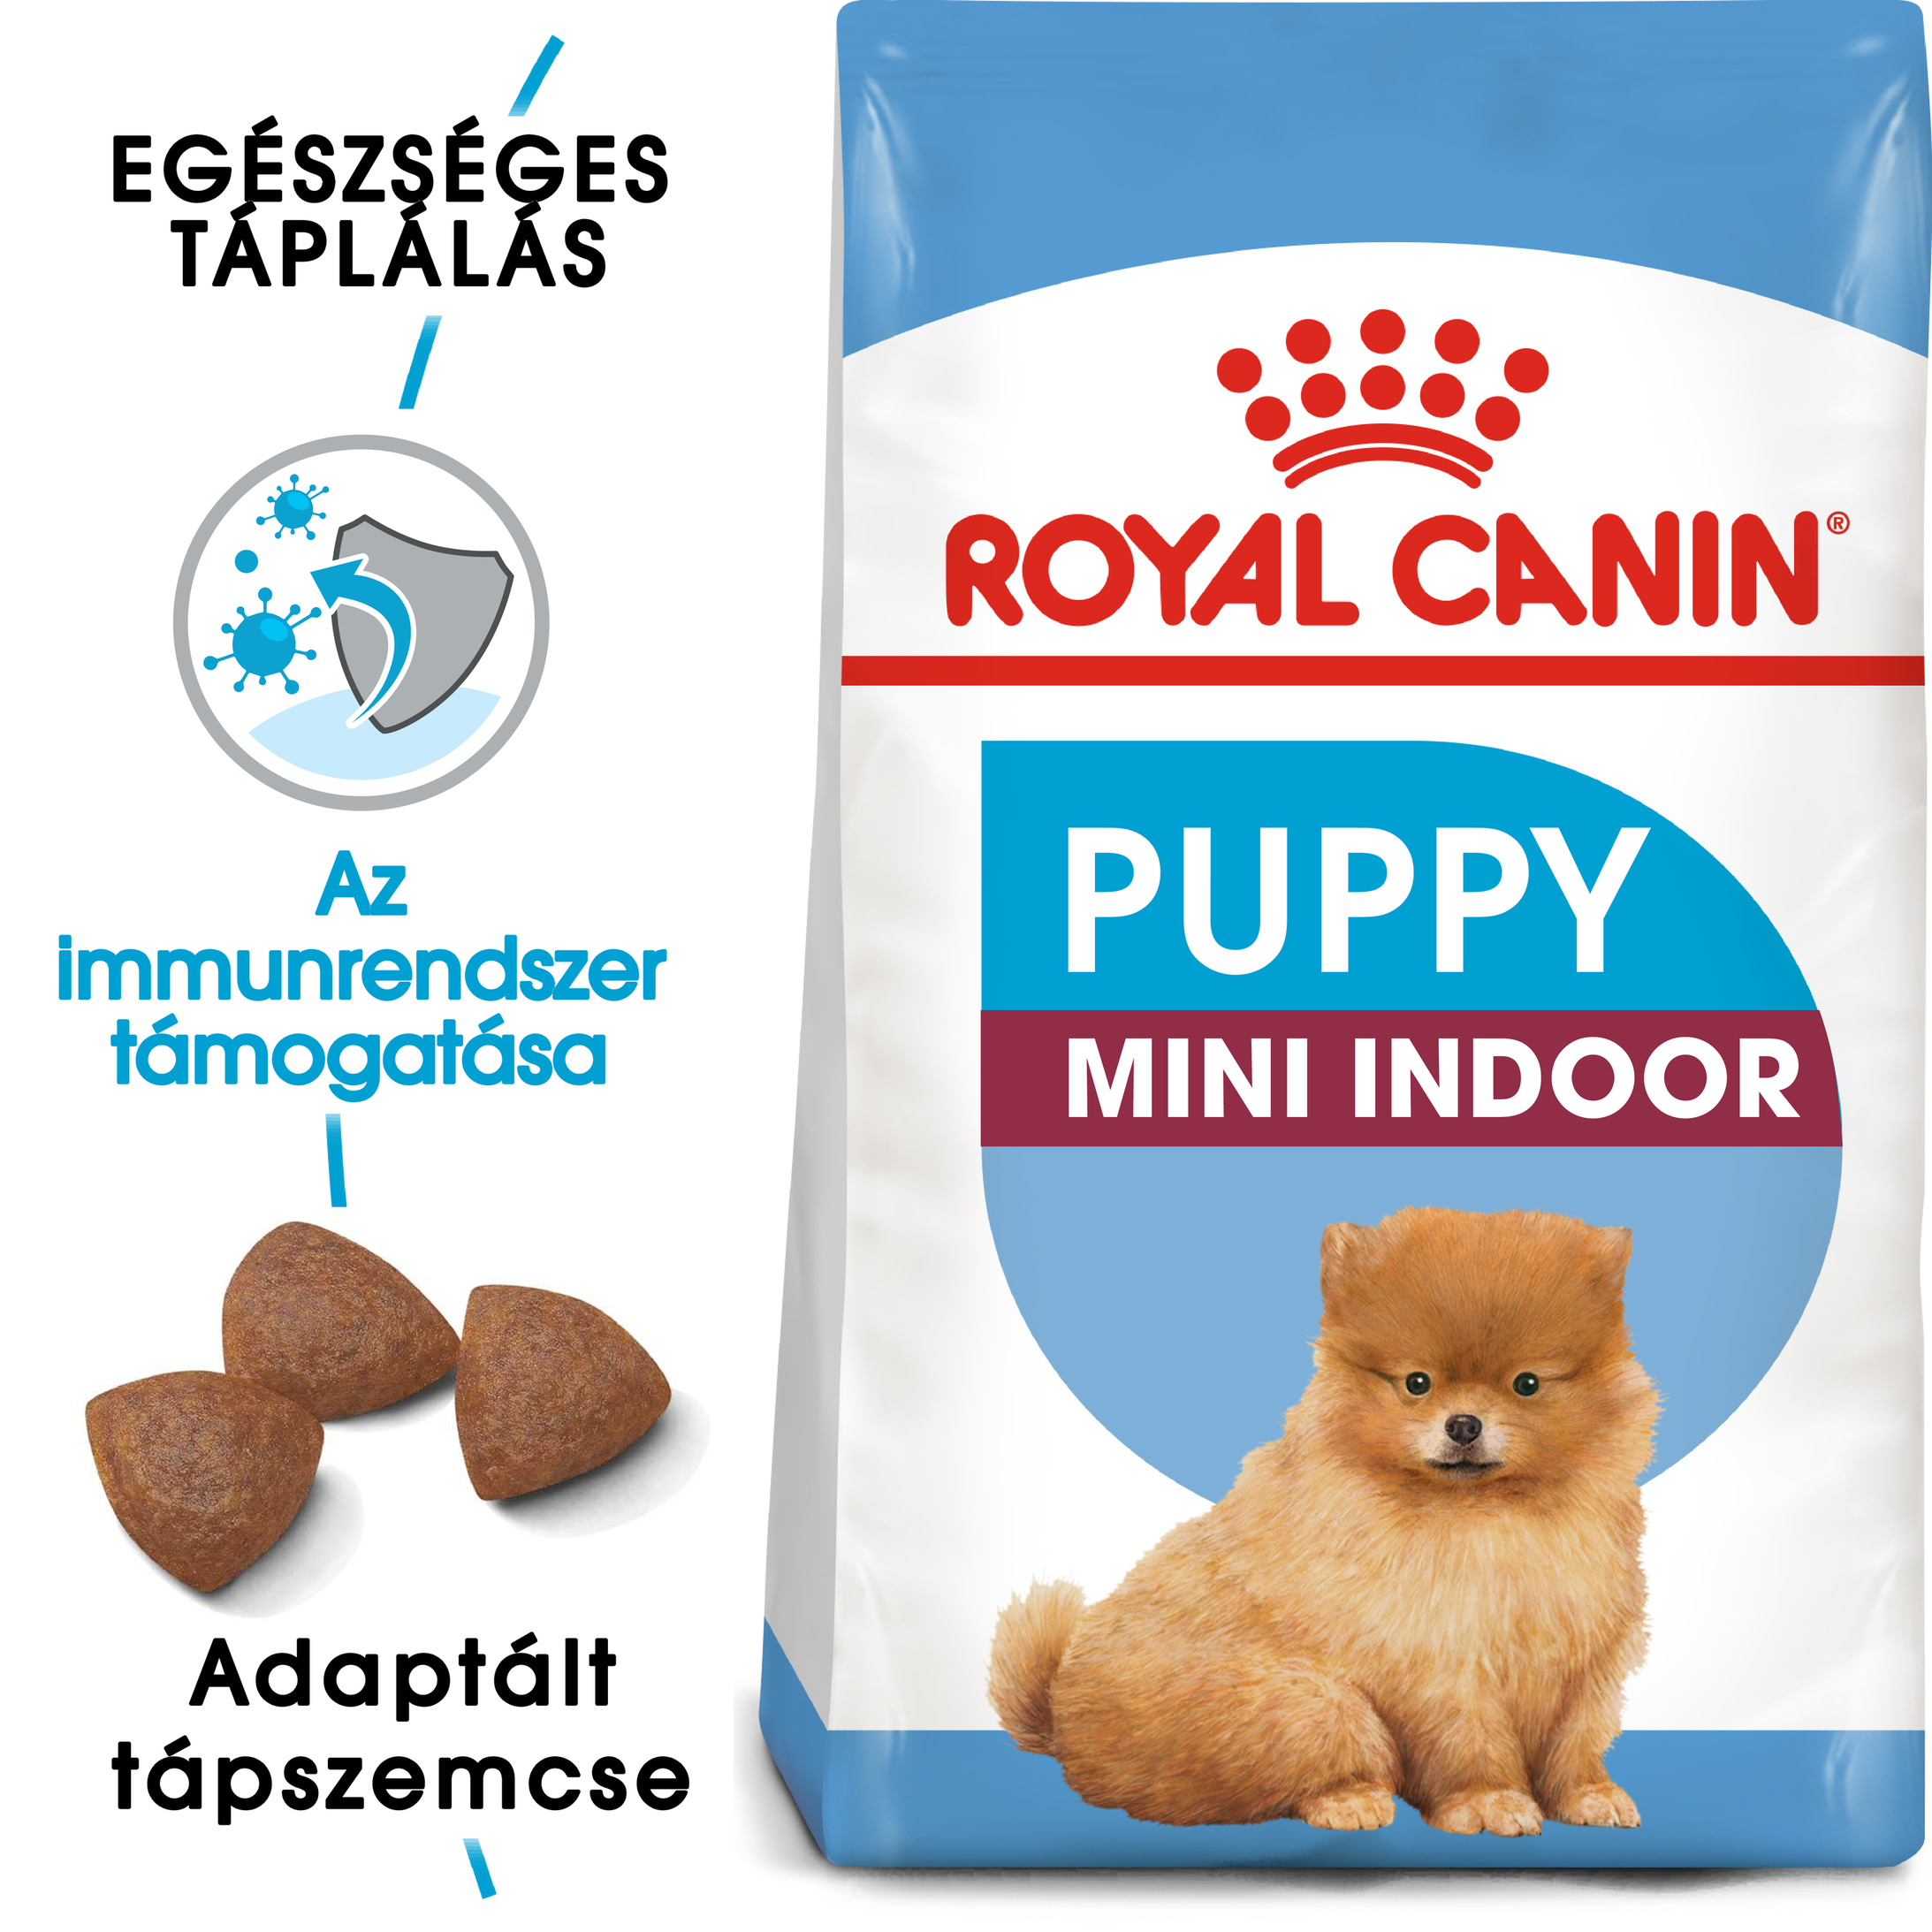 EGÉSZSÉGES
TÁPLÁLÁS
Az
immunrendszer
támogatása
Adaptált
tápszemcse
ROYAL CANIN®
PUPPY
MINI INDOOR